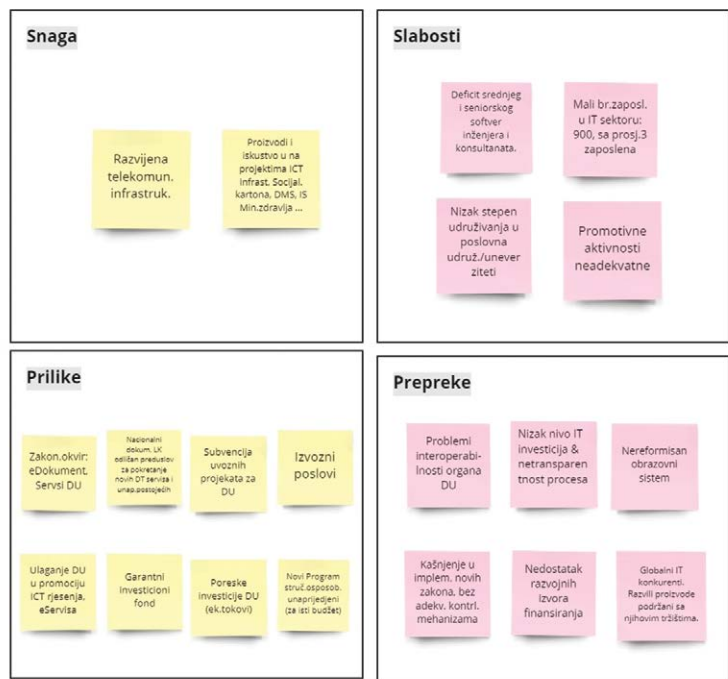 Snaga
Razvijena
telekomun.
infrastruk.
Proizvodi i
iskustvo u na
projektima ICT
Infrast. Socijal.
kartona, DMS, IS
Min.zdravlja ...
Slabosti
Deficit srednjeg
i seniorskog
softver
inženjera i
konsultanata.
Mali br.zaposl.
u IT sektoru:
900, sa prosj.3
zaposlena
Nizak stepen
udruživanja u
poslovna
udruž./unever
ziteti
Promotivne
aktivnosti
neadekvatne
Prilike
Zakon.okvir:
eDokument,
Servsi DU
Nacionalni
dokum. LK
odličan preduslov
za pokretanje
novih DT servisa i
unap.postojećih
Subvencija
uvoznih
projekata za
DU
Izvozni
poslovi
Ulaganje DU
u promociju
ICT rjesenja,
eServisa
Garantni
investicioni
fond
Poreske
investicije DU
(ek.tokovi)
Novi Program
struč.osposob.
unaprijedjeni
(za isti budžet)
Prepreke
Problemi
interoperabi-
lnosti organa
DU
Nizak nivo IT
investicija &
netransparen
tnost procesa
Nereformisan
obrazovni
sistem
Kašnjenje u
implem. novih
zakona, bez
adekv. kontrl.
mehanizama
Nedostatak
razvojnih
izvora
finansiranja
Globalni IT
konkurenti.
Razvili proizvode
podržani sa
njihovim tržištima.